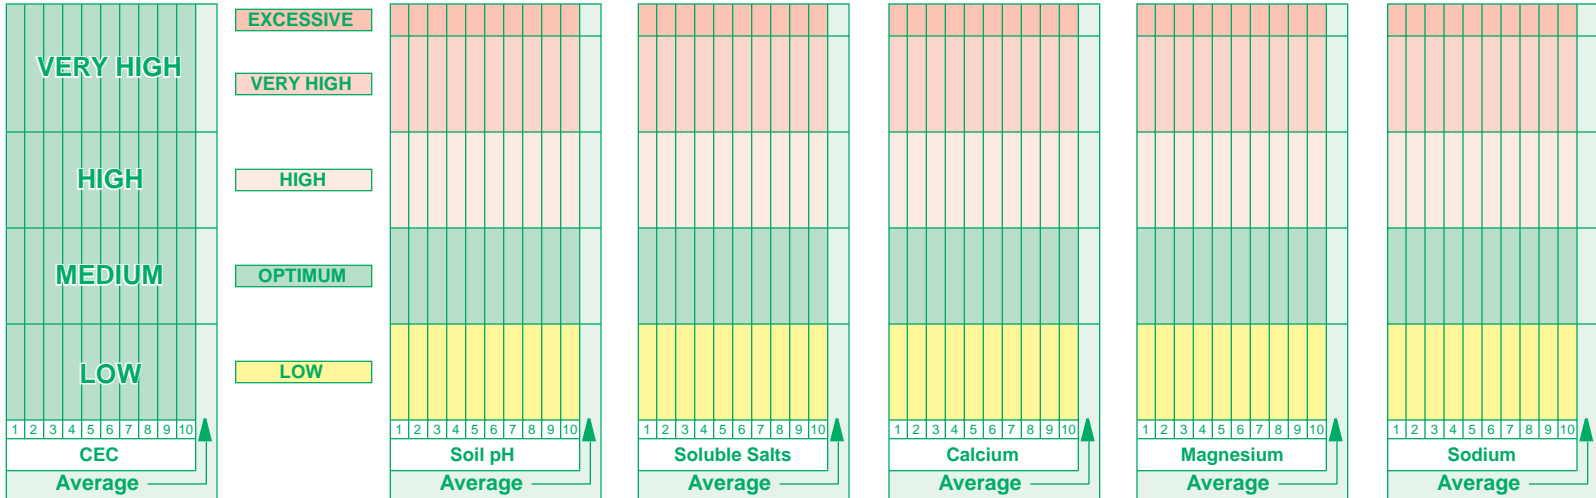 VERY HIGH
HIGH
MEDIUM
LOW
1 2 3 4 5 6 7 8 9 10
CEC
Average
EXCESSIVE
VERY HIGH
HIGH
OPTIMUM
LOW
1 2 3 4 5 6 7 8 9 10
Soil pH
Average
1 2 3 4 5 6 7 8 9 10
Soluble Salts
Average
1 2 3 4 5 6 7 8 9 10
Calcium
Average
1 2 3 4 5 6 7 8 9 10
Magnesium
Average
1 2 3 4 5 6 7 8 9 10
Sodium
Average